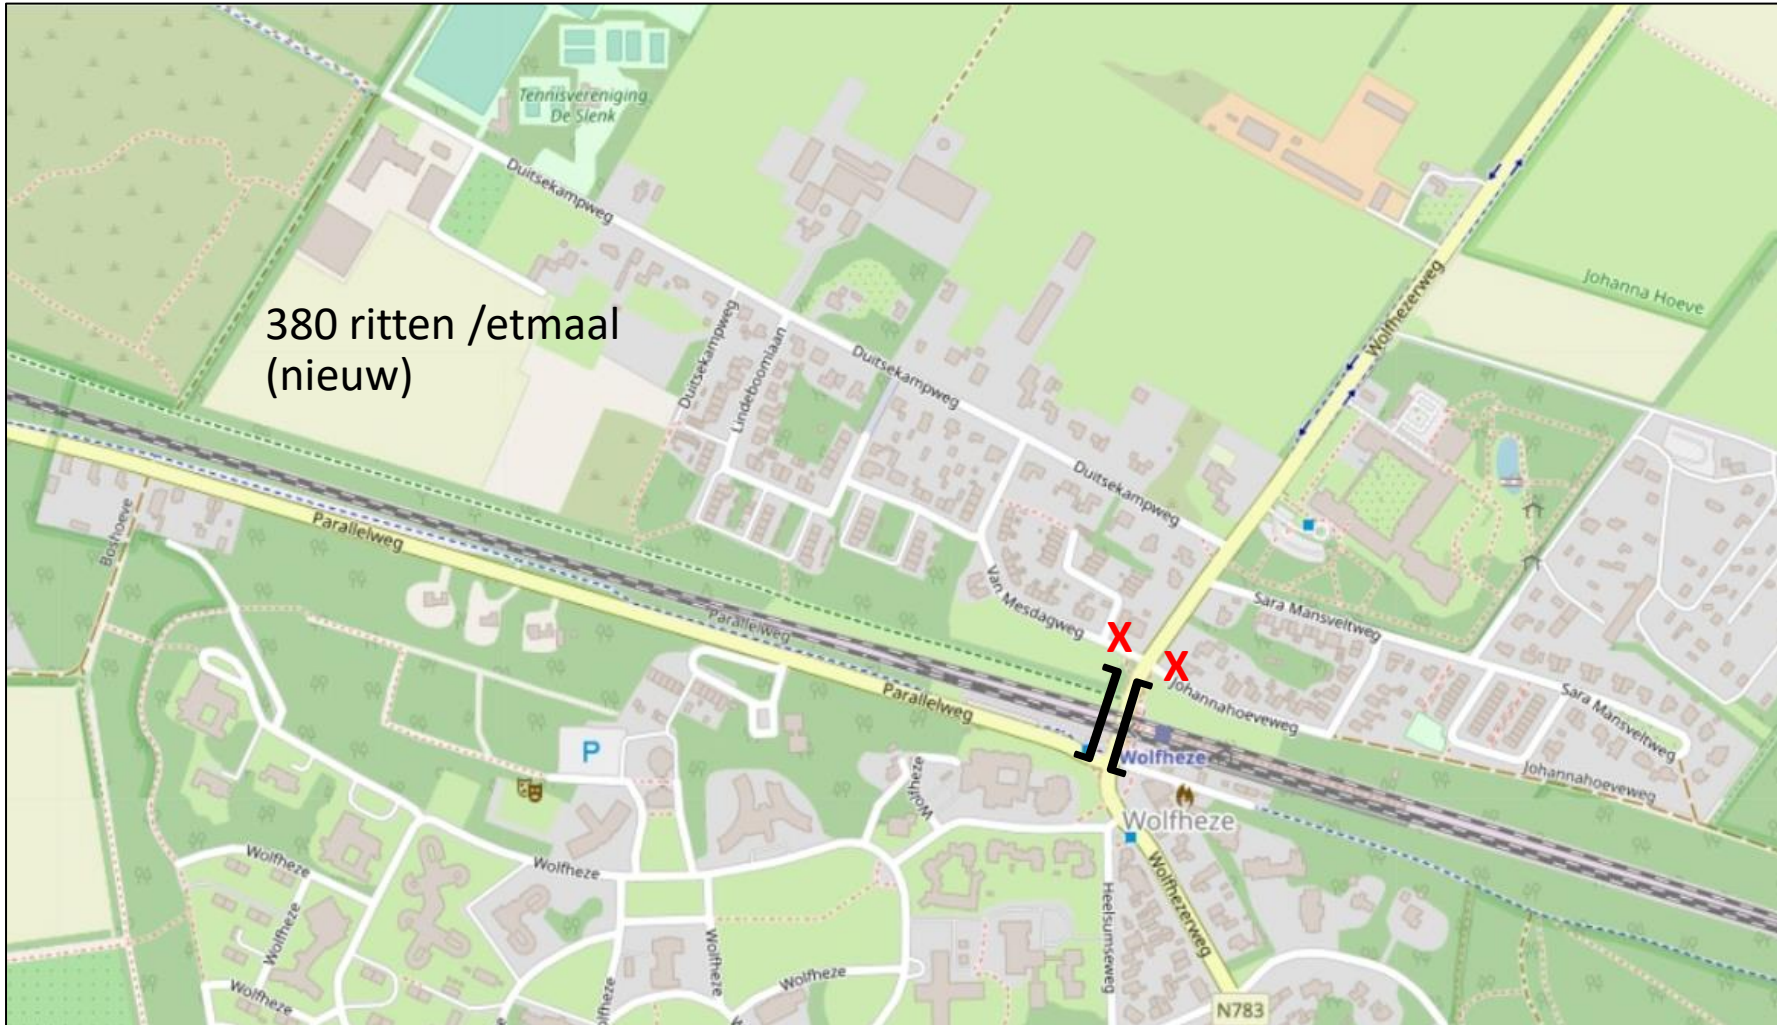 Tennisvereniging
De Slenk
Duitsekampweg
Johanna Hoeve
Wolfhezerweg
380 ritten /etmaal
(nieuw)
Duitsekampweg
Lindeboomlaan
Duitsekampweg
Duitsekampweg
Boshoeve
Parallelweg
Parallelweg
Van Mesdagweg
Sara Mansveltweg
X
X
Johannahoeveweg
Sara Mansveltweg
Parallelweg
P
Wolfheze
Johannahoeveweg
Wolfheze
Wolfheze
Wolfheze
Wolfheze
Wolfhezerweg
Heelsumseweg
Wolfheze
Wolfheze
Wolfheze
Wolfheze
N783